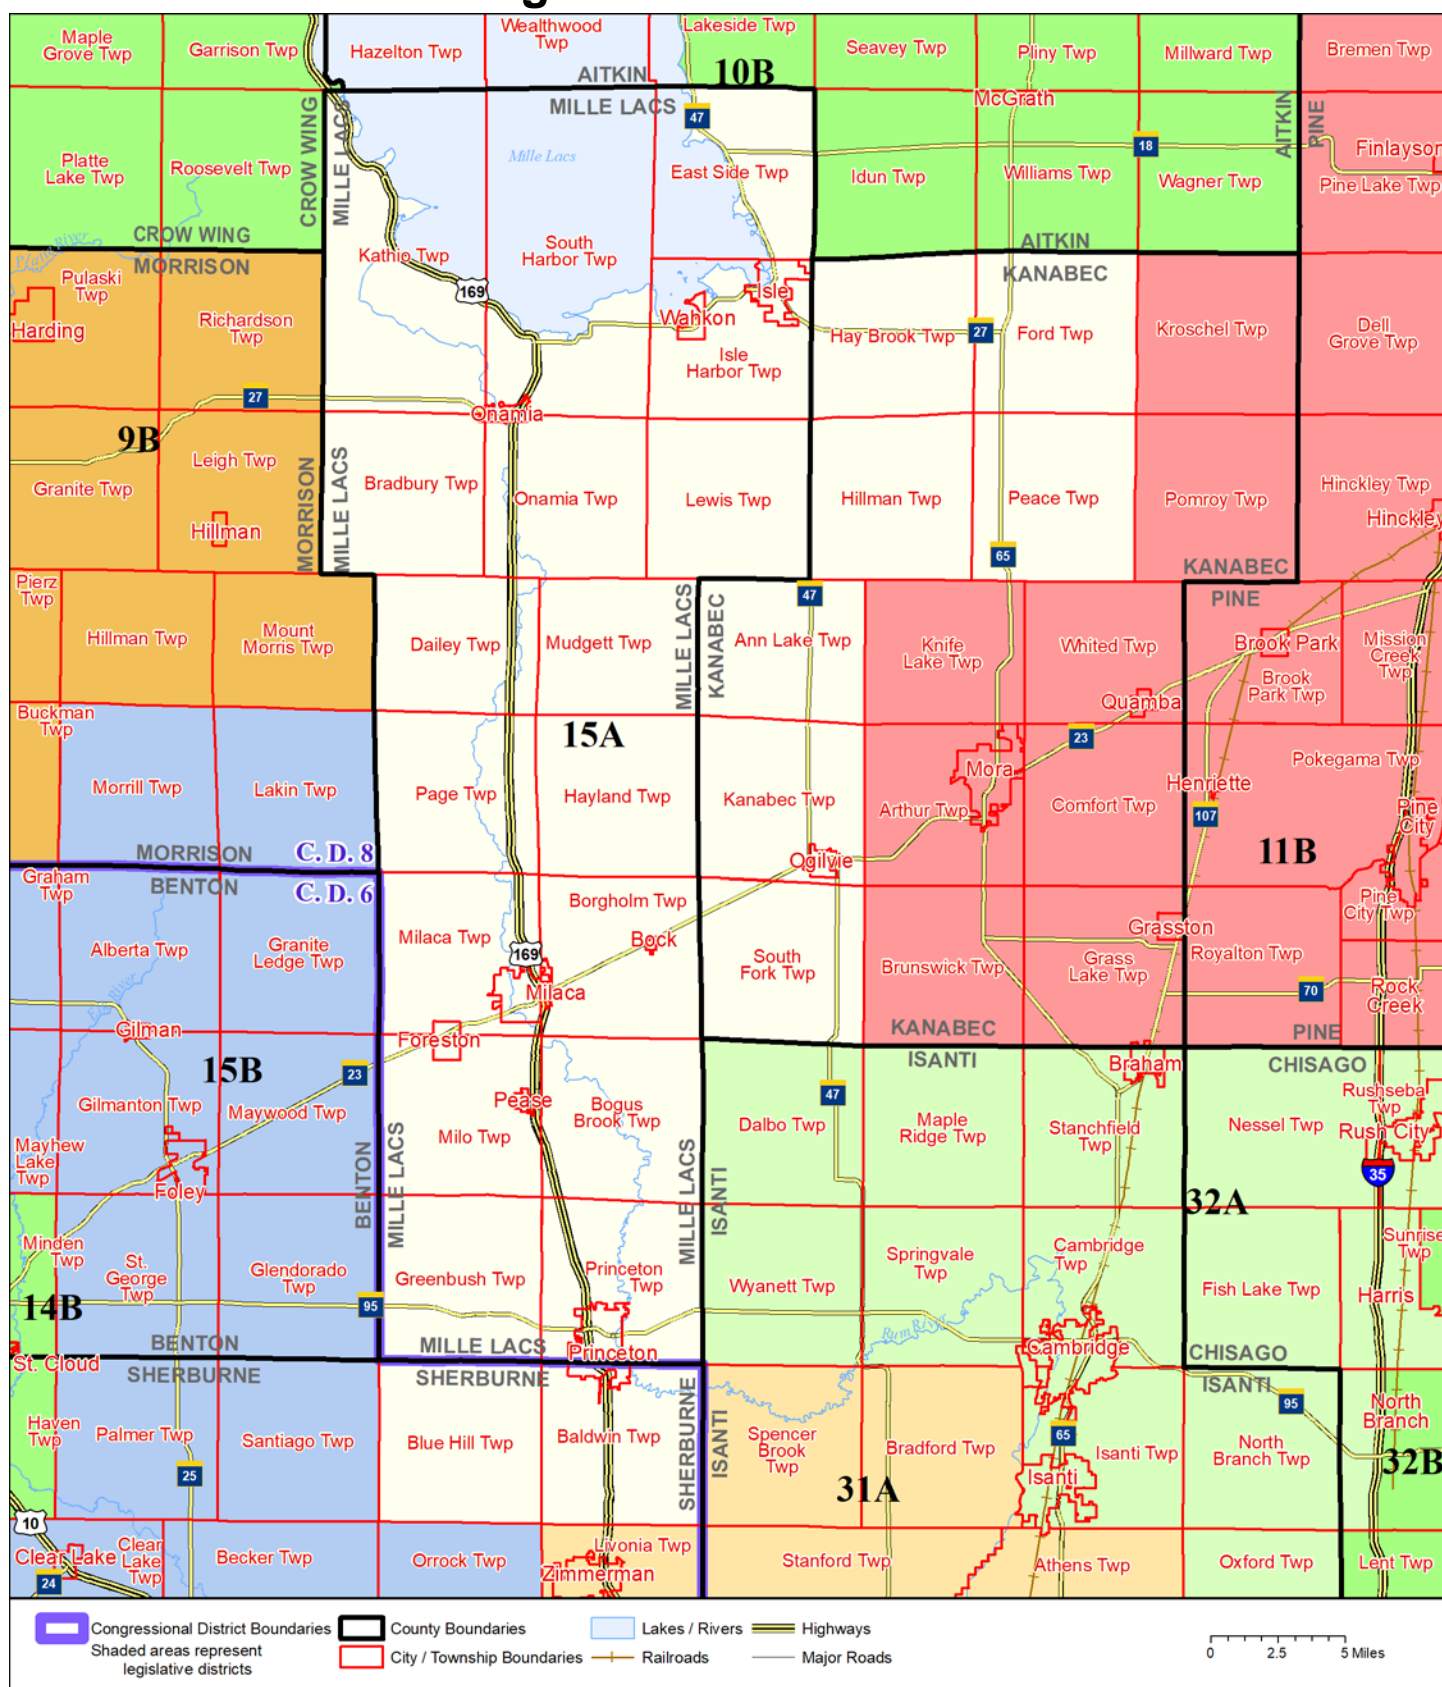 g
Maple
Grove Twp
Garrison Twp
Hazelton Twp
Wealthwood
Twp
Lakeside Twp
Seavey Twp
Pliny Twp
Millward Twp
Bremen Twp
AITKIN
10B
MILLE LACS
47
McGrath
CROW WING
MILLE LACS
AITKIN
PINE
Platte
Lake Twp
Roosevelt Twp
Mille Lacs
East Side Twp
Idun Twp
Williams Twp
18
Wagner Twp
Finlayson
Pine Lake Twp
CROW WING
MORRISON
Platte River
Kathio Twp
South
Harbor Twp
AITKIN
KANABEC
Pulaski
Twp
Harding
Richardson
Twp
169
Wahkon
Isle
Isle
Harbor Twp
Hay Brook Twp
27
Ford Twp
Kroschel Twp
Dell
Grove Twp
27
Onamia
9B
Leigh Twp
Granite Twp
Hillman
MORRISON
MILLE LACS
Bradbury Twp
Onamia Twp
Lewis Twp
Hillman Twp
Peace Twp
Pomroy Twp
Hinckley Twp
Hinckley
65
KANABEC
PINE
Pierz
Twp
Hillman Twp
Mount
Morris Twp
Dailey Twp
Mudgett Twp
MILLE LACS
KANABEC
47
Ann Lake Twp
Knife
Lake Twp
Whited Twp
Brook Park
Brook
Park Twp
Mission
Creek
Twp
Quamba
Buckman
Twp
15A
23
Morrill Twp
Lakin Twp
Page Twp
Hayland Twp
Kanabec Twp
Mora
Arthur Twp
Comfort Twp
Henriette
Pokegama Twp
107
Pine
City
11B
MORRISON
C. D. 8
BENTON
C. D. 6
Ogilvie
Graham
Twp
Alberta Twp
Granite
Ledge Twp
Milaca Twp
Borgholm Twp
Bock
South
Fork Twp
Brunswick Twp
Grass
Lake Twp
Grasston
Royalton Twp
Pine
City Twp
169
Milaca
70
Rock
Creek
Gilman
Foreston
KANABEC
ISANTI
PINE
CHISAGO
15B
23
Braham
Gilmanton Twp
Maywood Twp
Pease
Milo Twp
Bogus
Brook Twp
47
Dalbo Twp
Maple
Ridge Twp
Stanchfield
Twp
Nessel Twp
Rushseba
Twp
Rush City
35
Mayhew
Lake
Twp
Foley
BENTON
MILLE LACS
MILLE LACS
ISANTI
32A
Minden
Twp
St.
George
Twp
Glendorado
Twp
Greenbush Twp
Princeton
Twp
Wyanett Twp
Springvale
Twp
Cambridge
Twp
Fish Lake Twp
Sunrise
Twp
Harris
14B
95
Rum River
BENTON
SHERBURNE
MILLE LACS
SHERBURNE
Princeton
Cambridge
CHISAGO
ISANTI
St. Cloud
95
Haven
Twp
Palmer Twp
Santiago Twp
Blue Hill Twp
Baldwin Twp
SHERBURNE
ISANTI
Spencer
Brook
Twp
Bradford Twp
65
Isanti Twp
Isanti
North
Branch Twp
North
Branch
32B
25
31A
10
Clear Lake
24
Clear
Lake
Twp
Becker Twp
Orrock Twp
Livonia Twp
Zimmerman
Stanford Twp
Athens Twp
Oxford Twp
Lent Twp
Congressional District Boundaries
County Boundaries
Lakes / Rivers
Highways
Shaded areas represent
legislative districts
City / Township Boundaries
Railroads
Major Roads
0 2.5 5 Miles